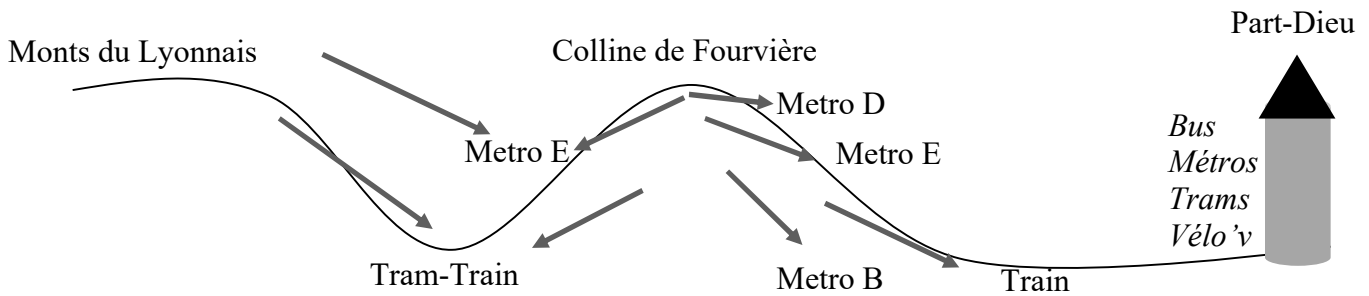 Part-Dieu
Monts du Lyonnais
Colline de Fourvière
Metro D
Metro E
Metro E
Bus
Métros
Trams
Vélo’v
Tram-Train
Metro B
Train